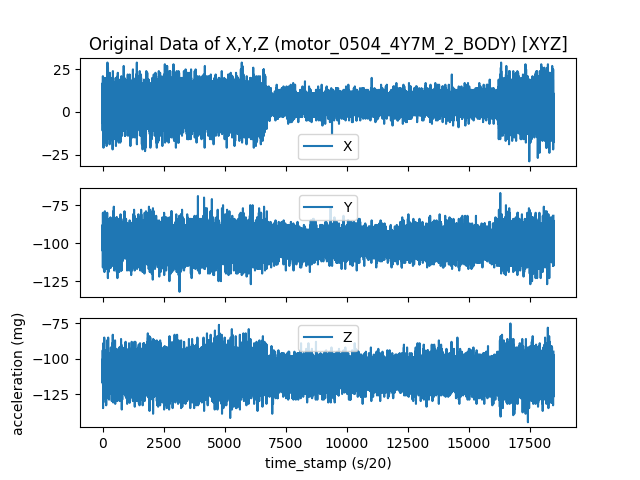 Original Data of X,Y,Z (motor_0504_4Y7M_2_BODY) [XYZ]
25
0
−25
X
−75
−100
−125
Y
−75
−100
−125
Z
acceleration (mg)
0 2500 5000 7500 10000 12500 15000 17500
time_stamp (s/20)